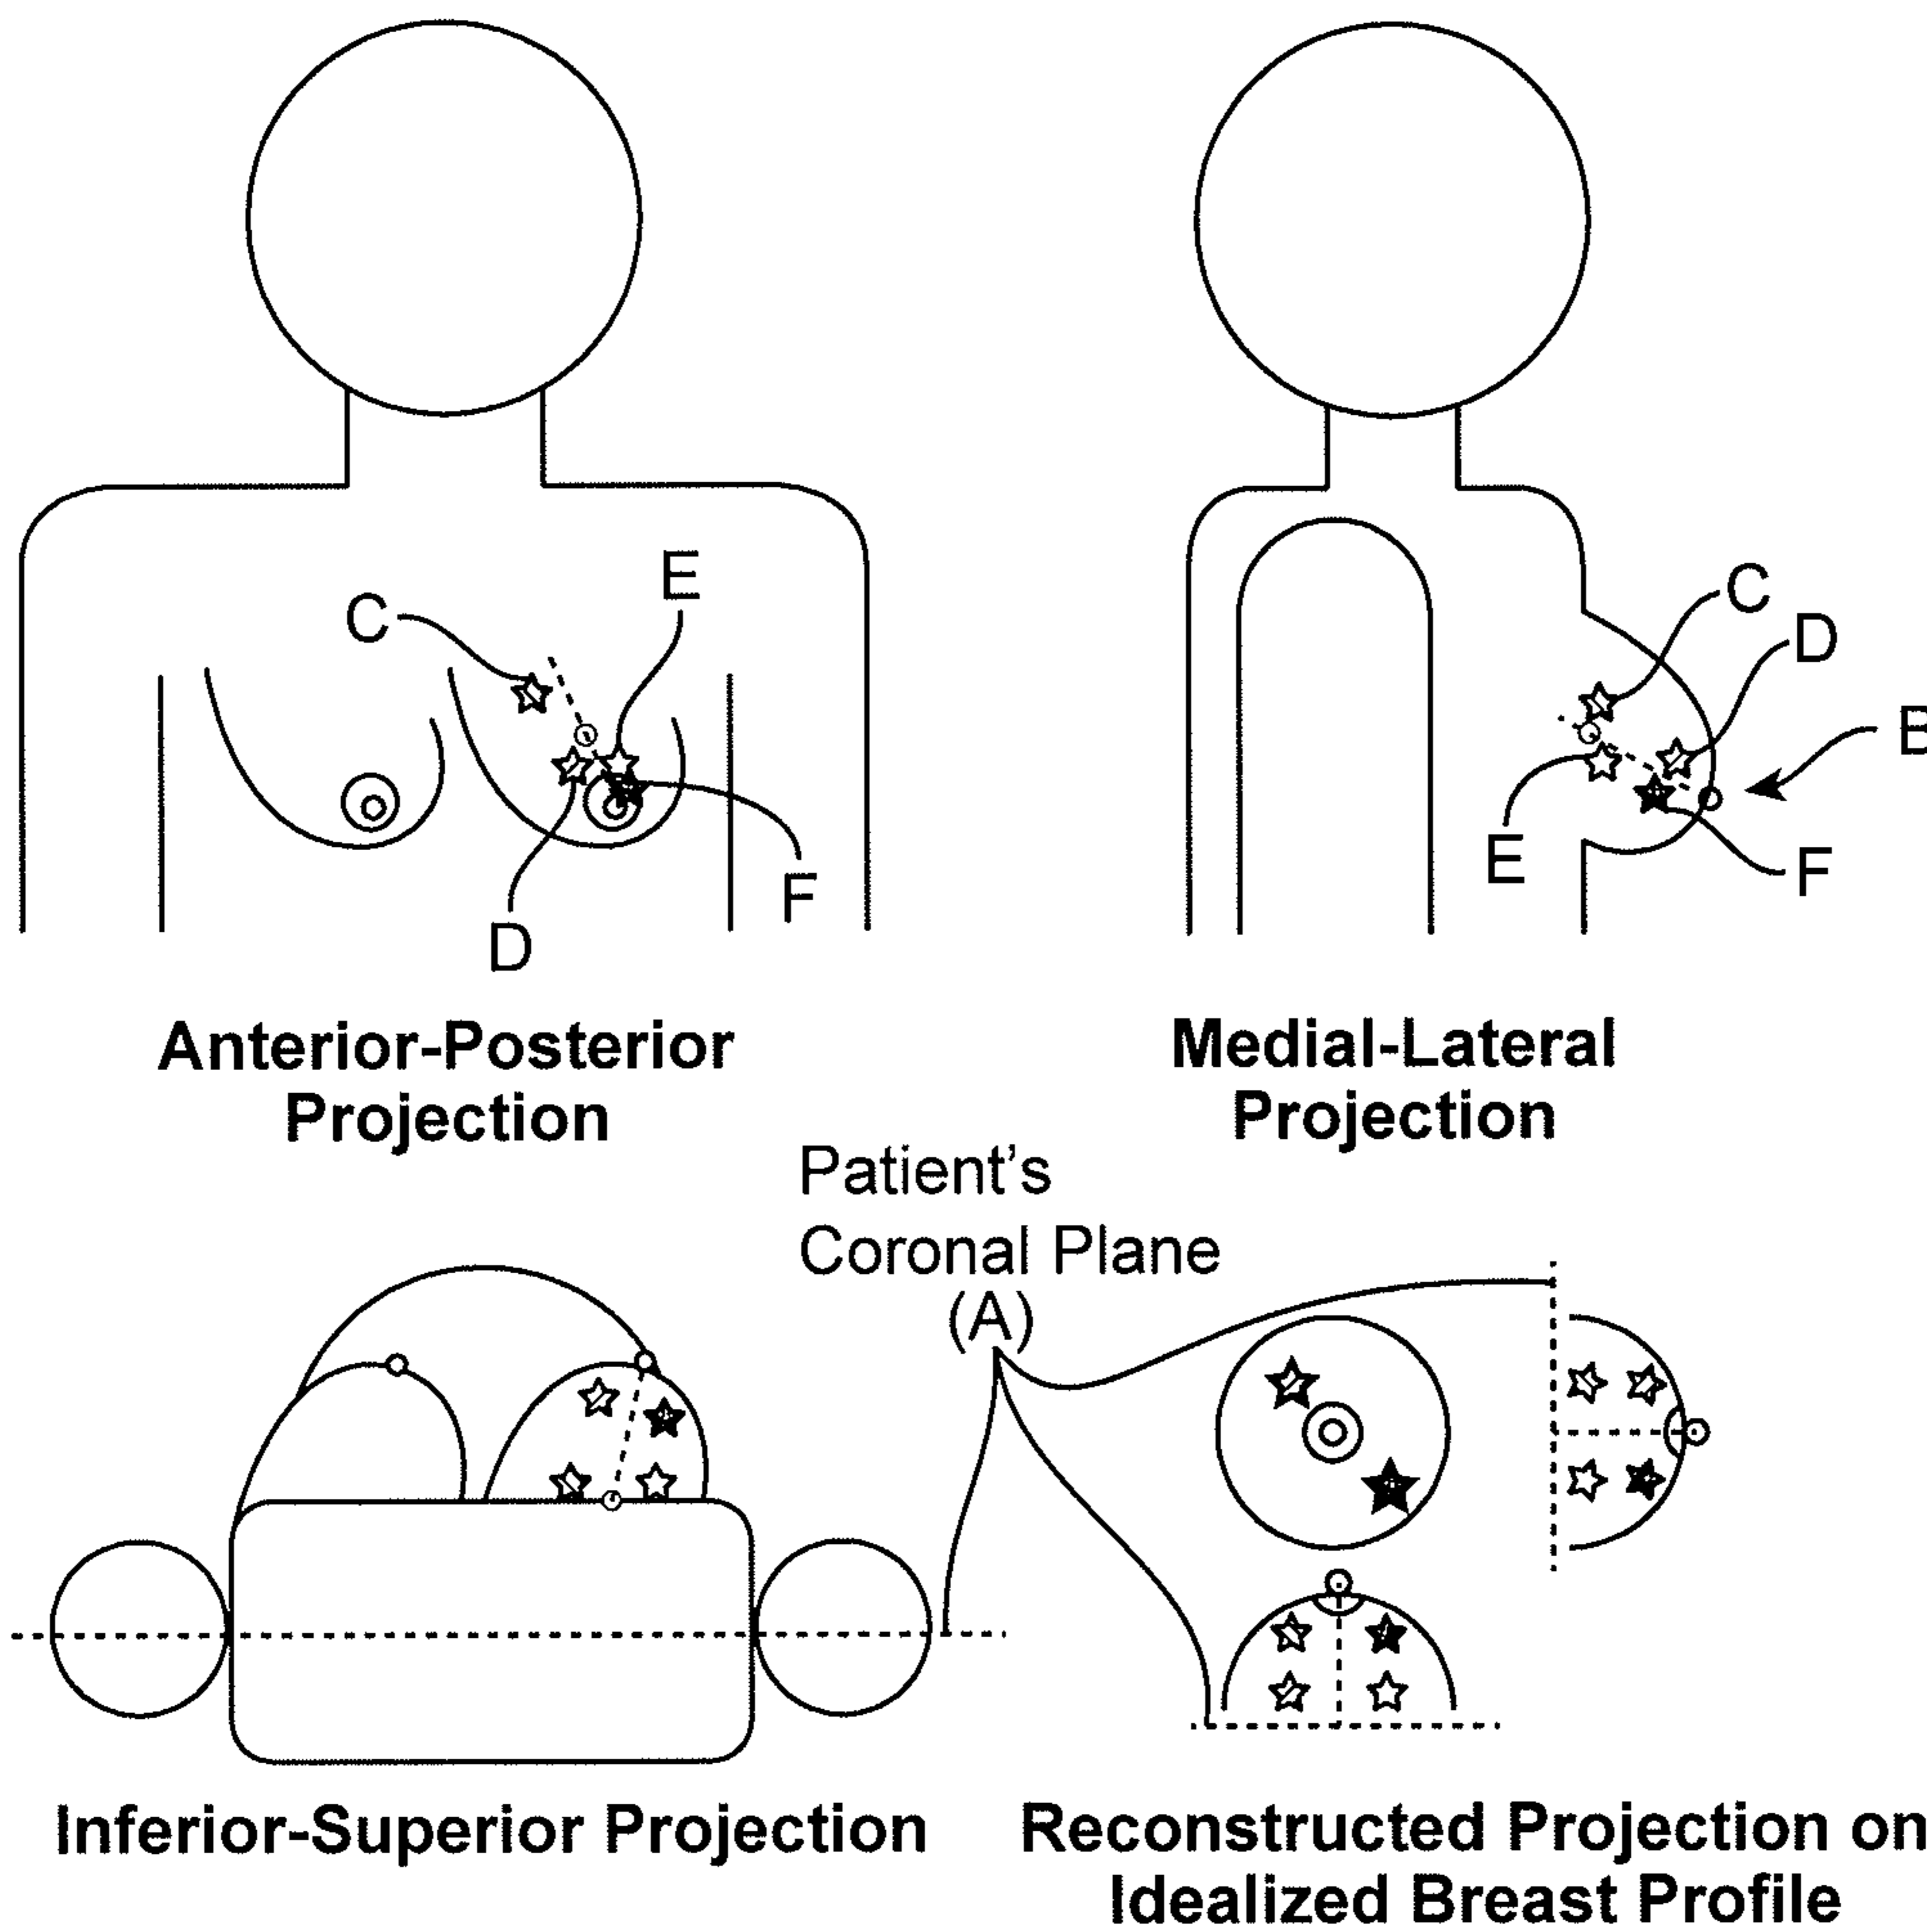 E
C
C
D
B
E
F
F
D
Anterior-Posterior
Projection
Medial-Lateral
Projection
Patient's
Coronal Plane
(A)
Inferior-Superior Projection
Reconstructed Projection on
Idealized Breast Profile